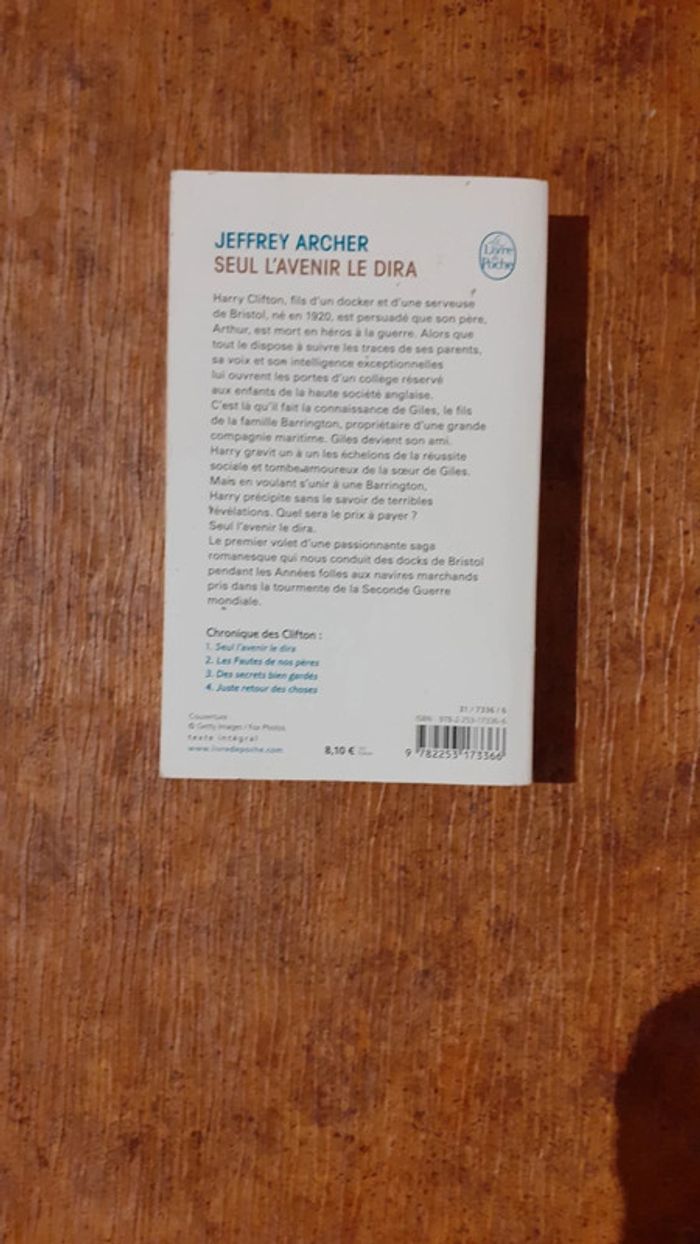 JEFFREY ARCHER
SEUL L'AVENIR LE DIRA
Le Livre de Poche
Harry Clifton, fils d'un docker et d'une serveuse
de Bristol, né en 1920, est persuadé que son père,
Arthur, est mort en héros à la guerre. Alors que
tout le dispose à suivre les traces de ses parents,
sa voix et son intelligence exceptionnelles
lui ouvrent les portes d'un collège réservé
aux enfants de la haute société anglaise.
C'est là qu'il fait la connaissance de Giles, le fils
de la famille Barrington, propriétaire d'une grande
compagnie maritime. Giles devient son ami.
Harry gravit un à un les échelons de la réussite
sociale et tombe amoureux de la sœur de Giles.
Mais en voulant s'unir à une Barrington,
Harry précipite sans le savoir de terribles
révélations. Quel sera le prix à payer ?
Seul l'avenir le dira.
Le premier volet d'une passionnante saga
romanesque qui nous conduit des docks de Bristol
pendant les Années folles aux navires marchands
pris dans la tourmente de la Seconde Guerre
mondiale.
Chronique des Clifton :
1. Seul l'avenir le dira
2. Les Fautes de nos pères
3. Des secrets bien gardés
4. Juste retour des choses
Couverture :
© Getty Images / Fox Photos.
texte intégral
www.livredepoche.com
8,10 €
31 / 7336 / 6
ISBN : 978-2-253-17336-6
9 782253 173366